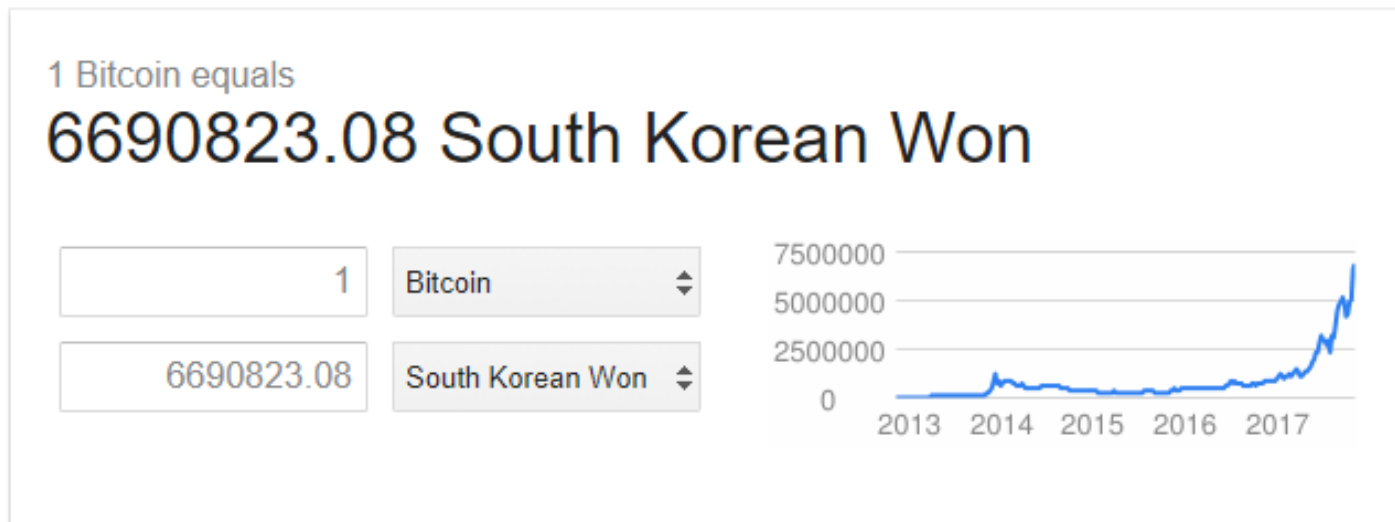 1 Bitcoin equals
6690823.08 South Korean Won
1 Bitcoin
6690823.08 South Korean Won
7500000
5000000
2500000
0
2013 2014 2015 2016 2017